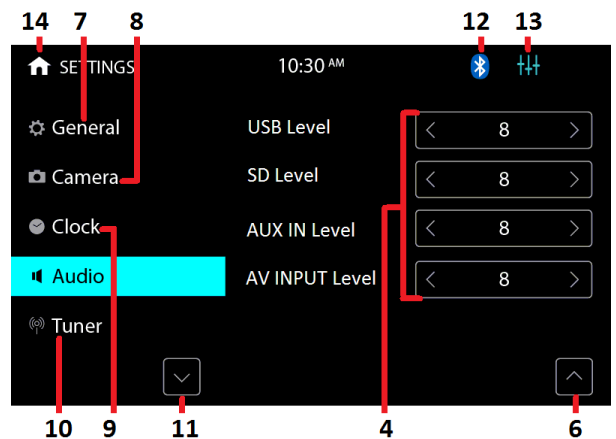 14 7 8 12 13
SETTINGS 10:30 AM
General USB Level 8
Camera SD Level 8
Clock AUX IN Level 8
Audio AV INPUT Level 8
Tuner
10 9 11 4 6